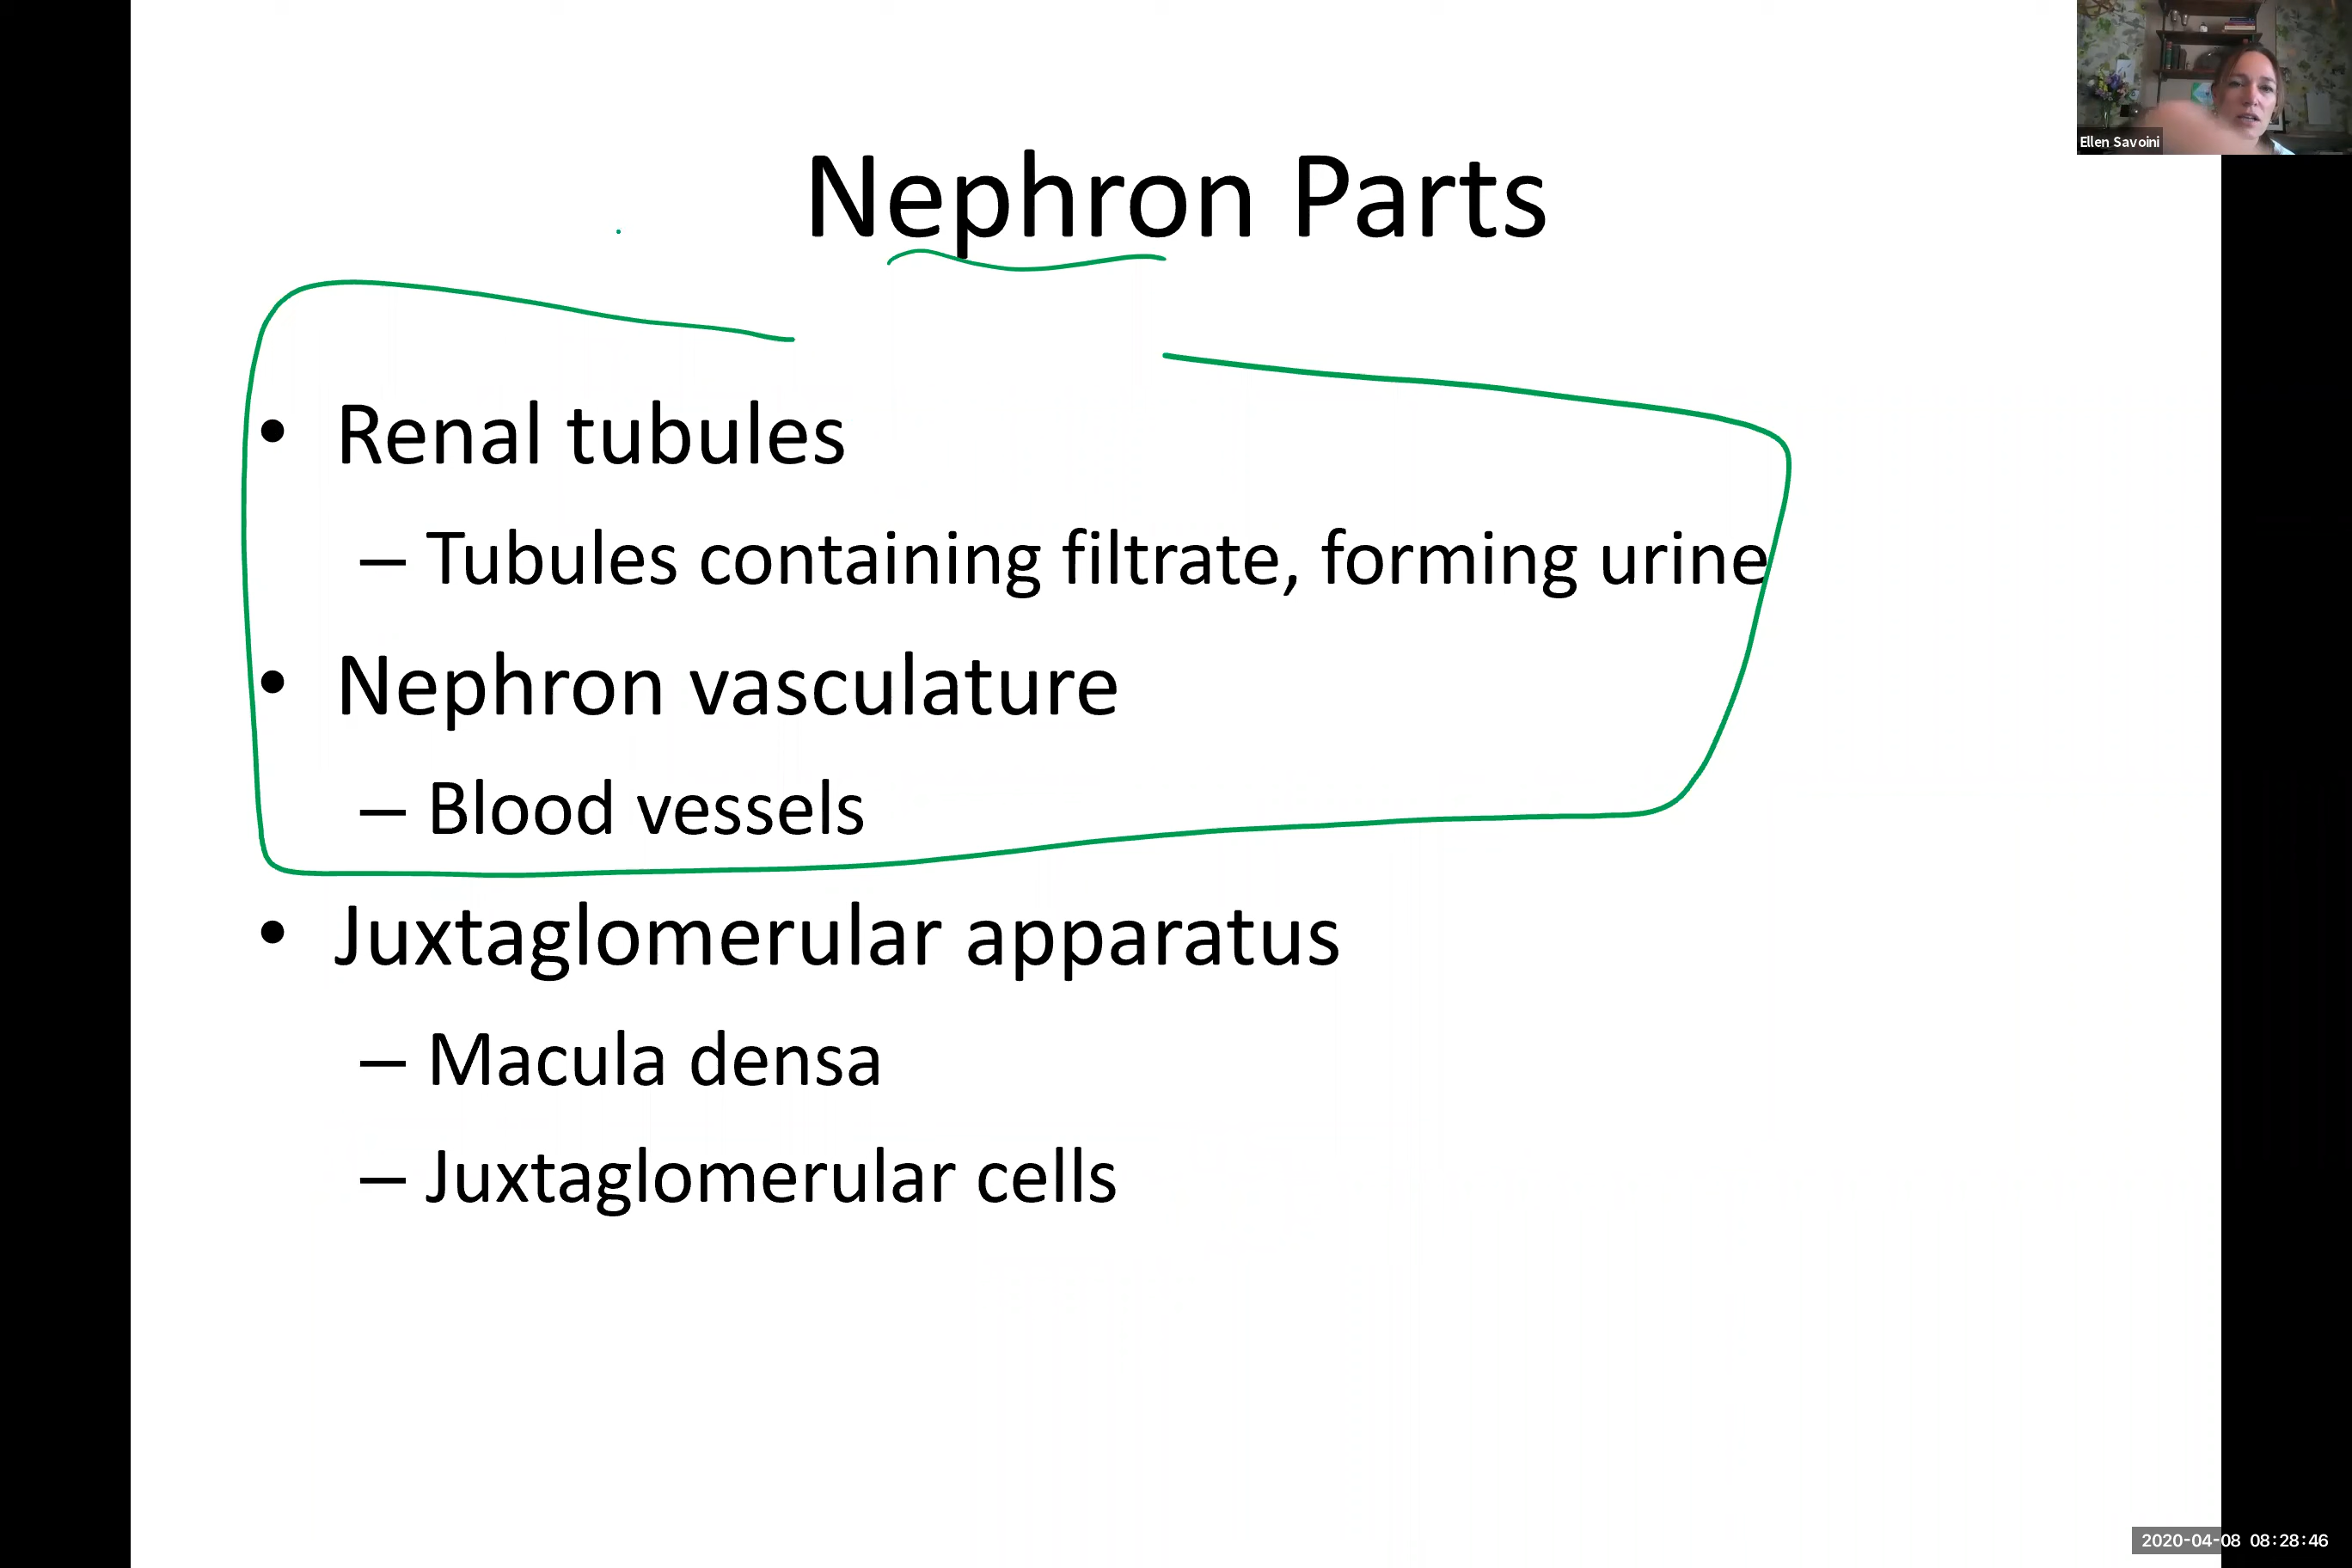 Ellen Savoini
Nephron Parts
• Renal tubules
– Tubules containing filtrate, forming urine
• Nephron vasculature
– Blood vessels
• Juxtaglomerular apparatus
– Macula densa
– Juxtaglomerular cells
2020-04-08 08:28:46